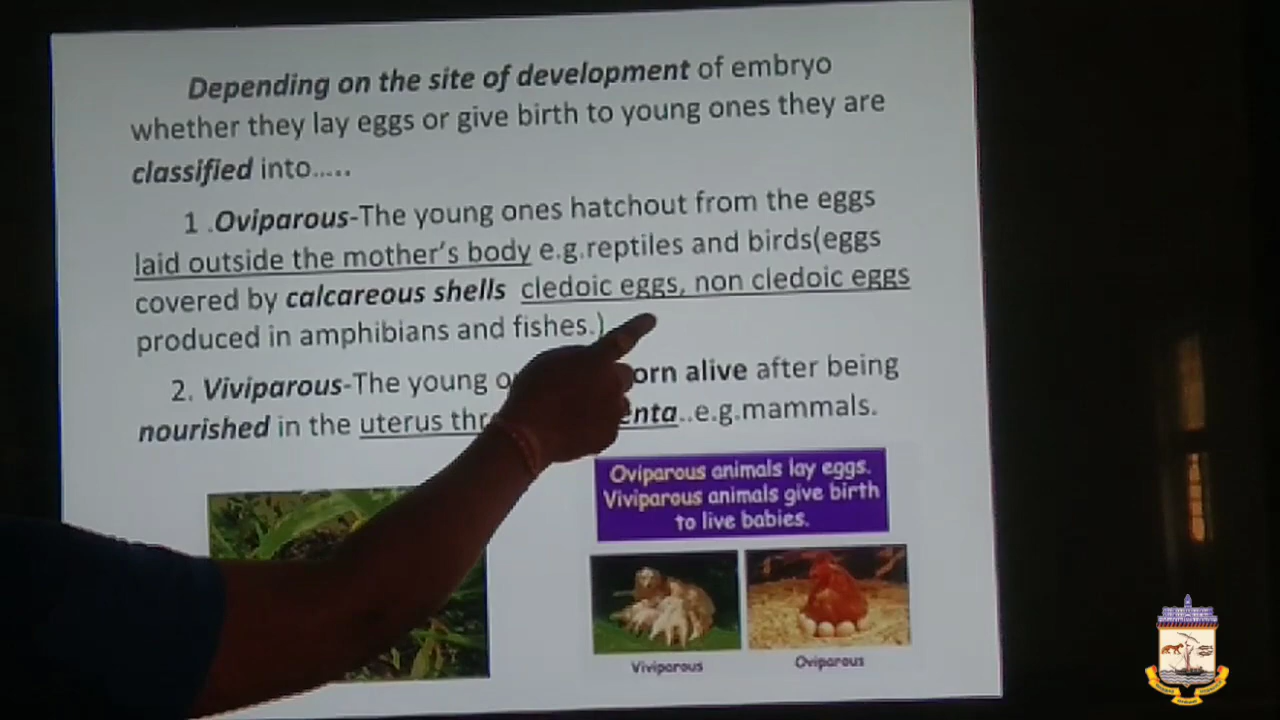 Depending on the site of development of embryo
whether they lay eggs or give birth to young ones they are
classified into.....
1 .Oviparous-The young ones hatchout from the eggs
laid outside the mother's body e.g.reptiles and birds(eggs
covered by calcareous shells cledoic eggs, non cledoic eggs
produced in amphibians and fishes.)
2. Viviparous-The young orn alive after being
nourished in the uterus enta..e.g.mammals.
Oviparous animals lay eggs.
Viviparous animals give birth
to live babies.
Viviparous
Oviparous